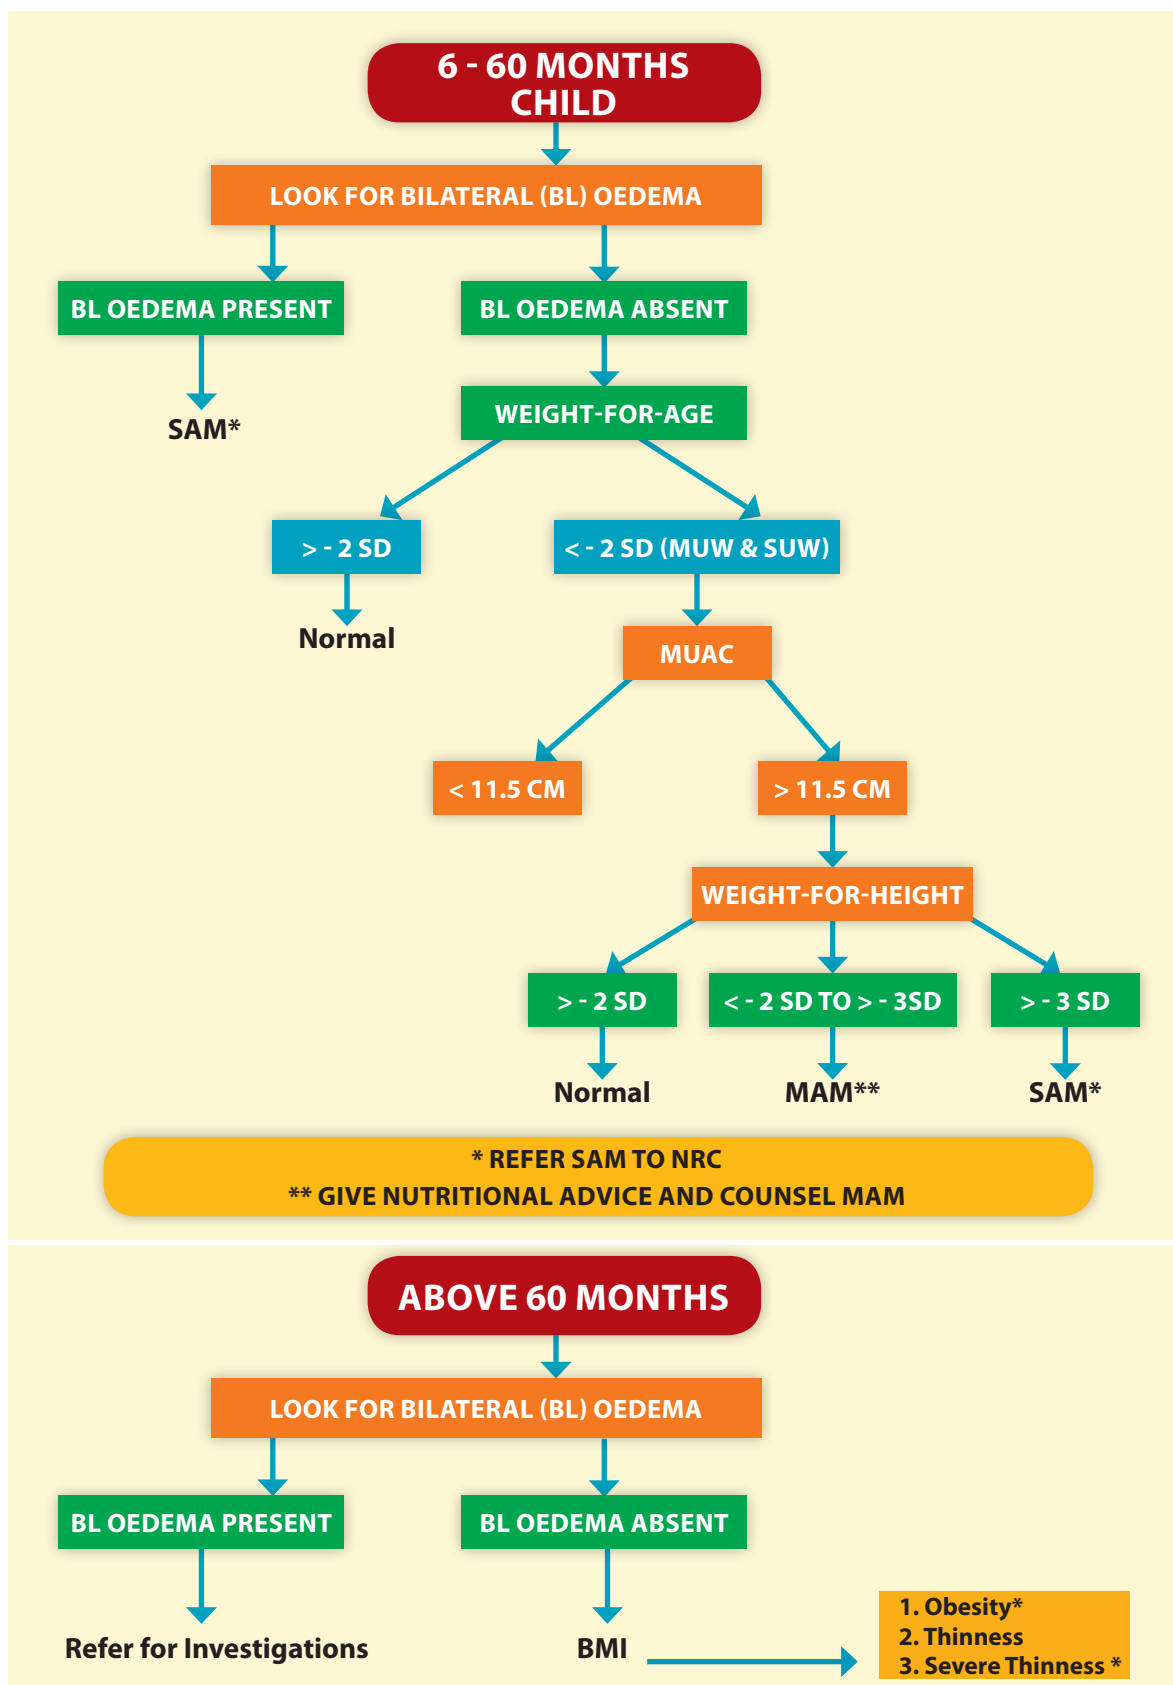 6 - 60 MONTHS
CHILD
LOOK FOR BILATERAL (BL) OEDEMA
BL OEDEMA PRESENT
BL OEDEMA ABSENT
SAM*
WEIGHT-FOR-AGE
> - 2 SD
< - 2 SD (MUW & SUW)
Normal
MUAC
< 11.5 CM
> 11.5 CM
WEIGHT-FOR-HEIGHT
> - 2 SD
< - 2 SD TO > - 3SD
> - 3 SD
Normal
MAM**
SAM*
* REFER SAM TO NRC
** GIVE NUTRITIONAL ADVICE AND COUNSEL MAM
ABOVE 60 MONTHS
LOOK FOR BILATERAL (BL) OEDEMA
BL OEDEMA PRESENT
BL OEDEMA ABSENT
Refer for Investigations
BMI
1. Obesity*
2. Thinness
3. Severe Thinness *